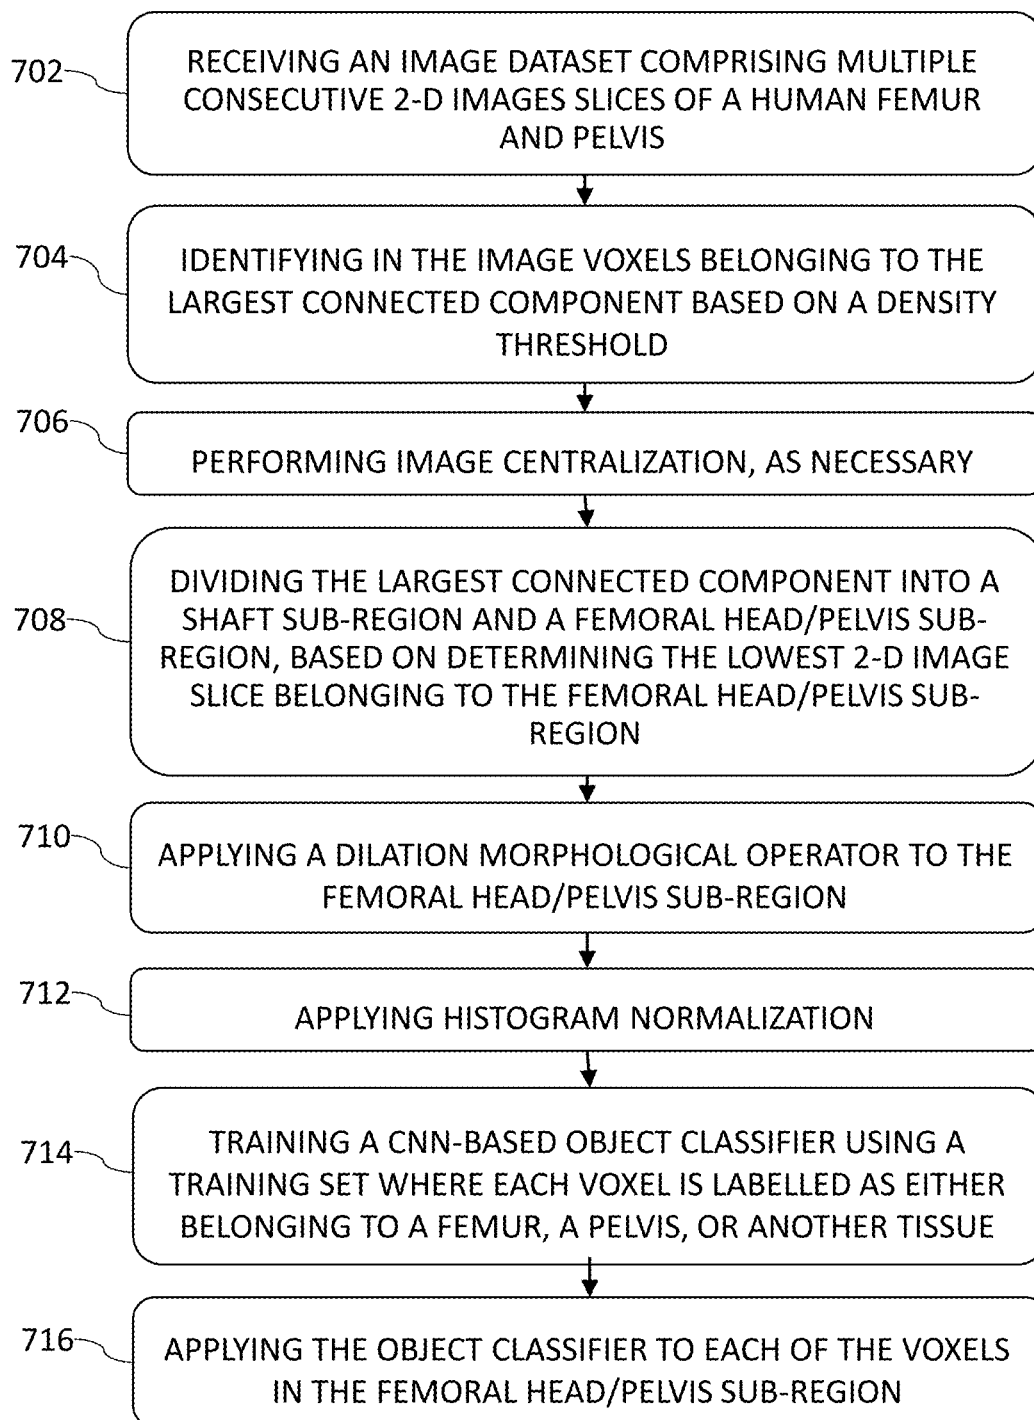 702
RECEIVING AN IMAGE DATASET COMPRISING MULTIPLE
CONSECUTIVE 2-D IMAGES SLICES OF A HUMAN FEMUR
AND PELVIS
704
IDENTIFYING IN THE IMAGE VOXELS BELONGING TO THE
LARGEST CONNECTED COMPONENT BASED ON A DENSITY
THRESHOLD
706
PERFORMING IMAGE CENTRALIZATION, AS NECESSARY
708
DIVIDING THE LARGEST CONNECTED COMPONENT INTO A
SHAFT SUB-REGION AND A FEMORAL HEAD/PELVIS SUB-
REGION, BASED ON DETERMINING THE LOWEST 2-D IMAGE
SLICE BELONGING TO THE FEMORAL HEAD/PELVIS SUB-
REGION
710
APPLYING A DILATION MORPHOLOGICAL OPERATOR TO THE
FEMORAL HEAD/PELVIS SUB-REGION
712
APPLYING HISTOGRAM NORMALIZATION
714
TRAINING A CNN-BASED OBJECT CLASSIFIER USING A
TRAINING SET WHERE EACH VOXEL IS LABELLED AS EITHER
BELONGING TO A FEMUR, A PELVIS, OR ANOTHER TISSUE
716
APPLYING THE OBJECT CLASSIFIER TO EACH OF THE VOXELS
IN THE FEMORAL HEAD/PELVIS SUB-REGION